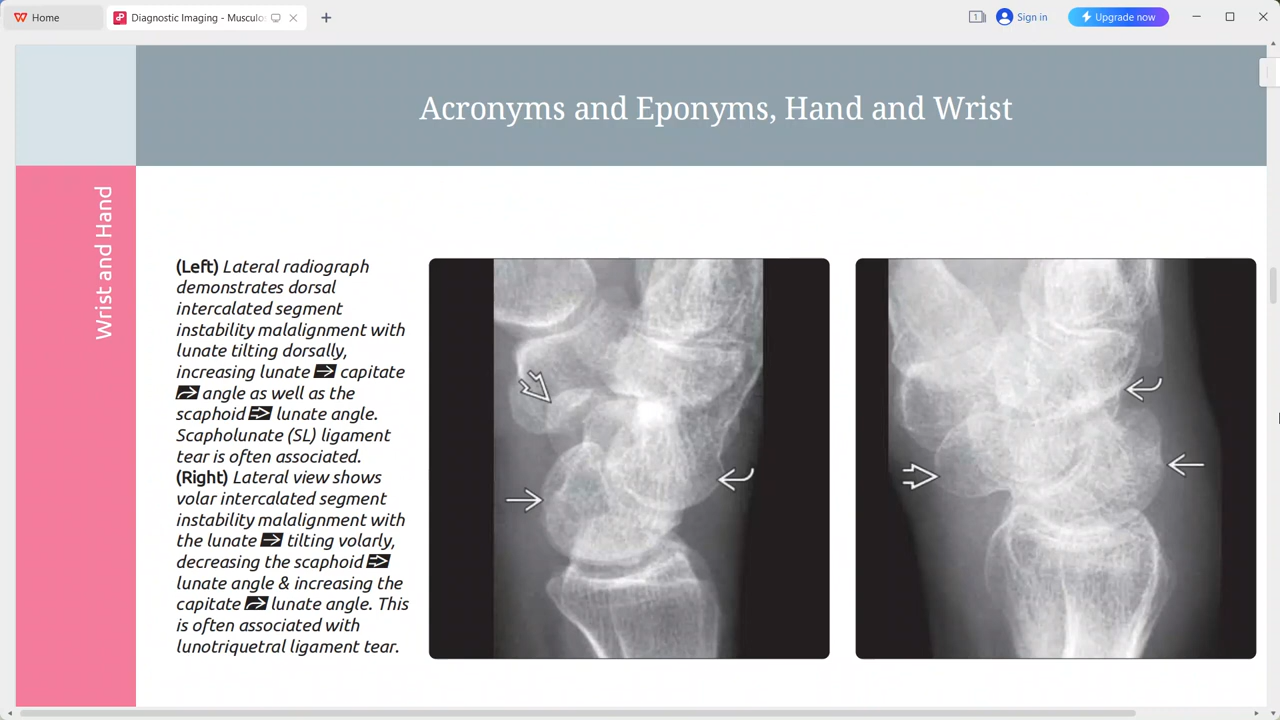 Home
Diagnostic Imaging - Musculos
1
Sign in
Upgrade now
Acronyms and Eponyms, Hand and Wrist
Wrist and Hand
(Left) Lateral radiograph
demonstrates dorsal
intercalated segment
instability malalignment with
lunate tilting dorsally,
increasing lunate capitate
angle as well as the
scaphoid lunate angle.
Scapholunate (SL) ligament
tear is often associated.
(Right) Lateral view shows
volar intercalated segment
instability malalignment with
the lunate tilting volarly,
decreasing the scaphoid
lunate angle & increasing the
capitate lunate angle. This
is often associated with
lunotriquetral ligament tear.